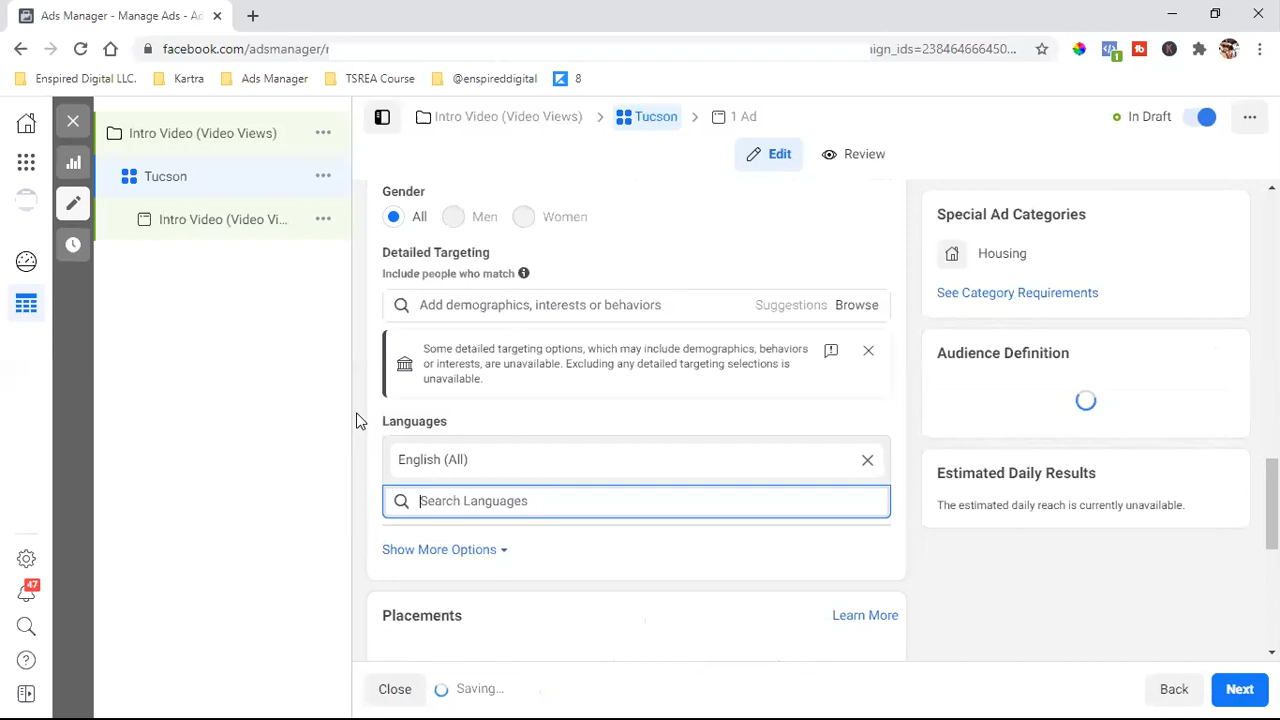 Ads Manager - Manage Ads - Ad
facebook.com/adsmanager/r
aign_ids=238464666450...
1
Enspired Digital LLC.
Kartra
Ads Manager
TSREA Course
@enspireddigital
8
Intro Video (Video Views)
Tucson
Intro Video (Video Vi...
47
Intro Video (Video Views)
Tucson
1 Ad
In Draft
Edit
Review
Gender
All
Men
Women
Detailed Targeting
Include people who match
Add demographics, interests or behaviors
Suggestions
Browse
Some detailed targeting options, which may include demographics, behaviors
or interests, are unavailable. Excluding any detailed targeting selections is
unavailable.
Languages
English (All)
Search Languages
Show More Options
Placements
Learn More
Special Ad Categories
Housing
See Category Requirements
Audience Definition
Estimated Daily Results
The estimated daily reach is currently unavailable.
Close
Saving...
Back
Next